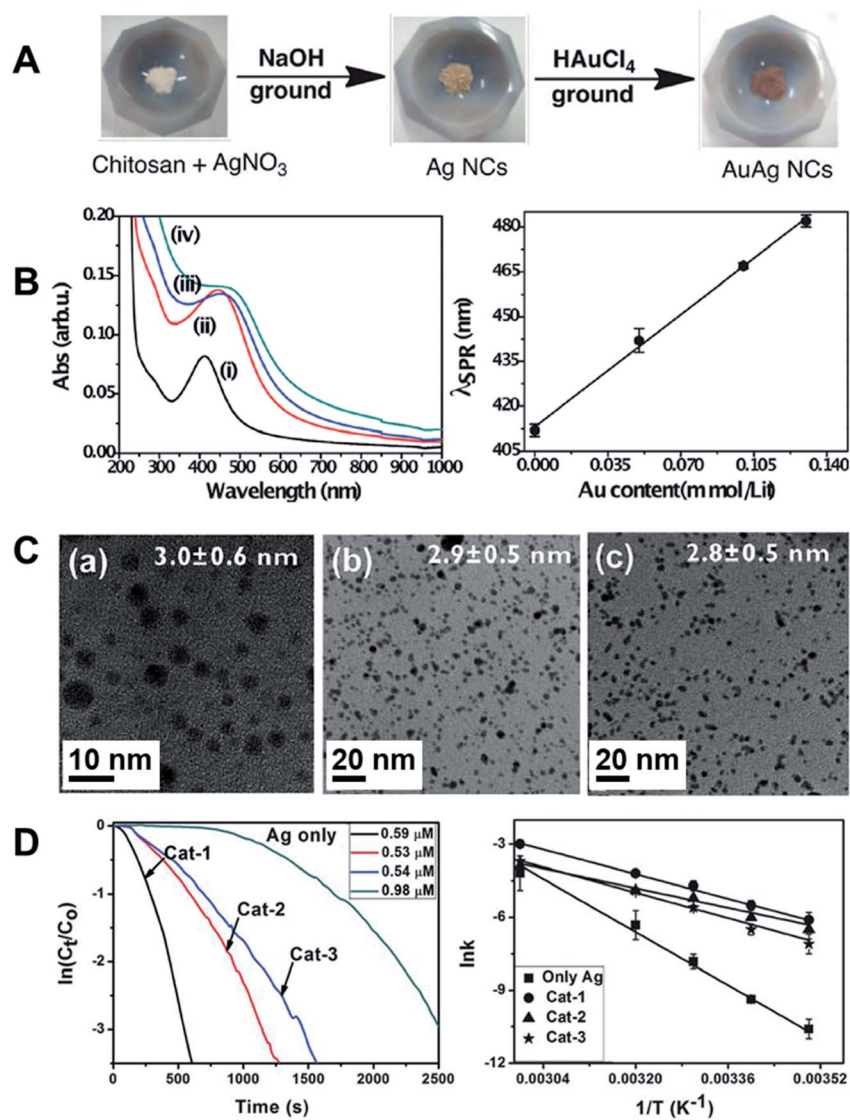 A
NaOH
ground
HAuCl4
ground
Chitosan + AgNO3
Ag NCs
AuAg NCs
B
0.20
0.15
0.10
0.05
0.00
Abs (arb.u.)
(iv)
(iii)
(ii)
(i)
200 300 400 500 600 700 800 900 1000
Wavelength (nm)
480
465
450
435
420
405
λSPR (nm)
0.000 0.035 0.070 0.105 0.140
Au content(m mol/Lit)
C
(a) 3.0±0.6 nm
10 nm
(b) 2.9±0.5 nm
20 nm
(c) 2.8±0.5 nm
20 nm
D
0
-1
-2
-3
ln(Ct/Co)
Ag only
0.59 μM
0.53 μM
0.54 μM
0.98 μM
Cat-1
Cat-2
Cat-3
0 500 1000 1500 2000 2500
Time (s)
-3
-6
-9
-12
lnk
Only Ag
Cat-1
Cat-2
Cat-3
0.00304 0.00320 0.00336 0.00352
1/T (K-1)